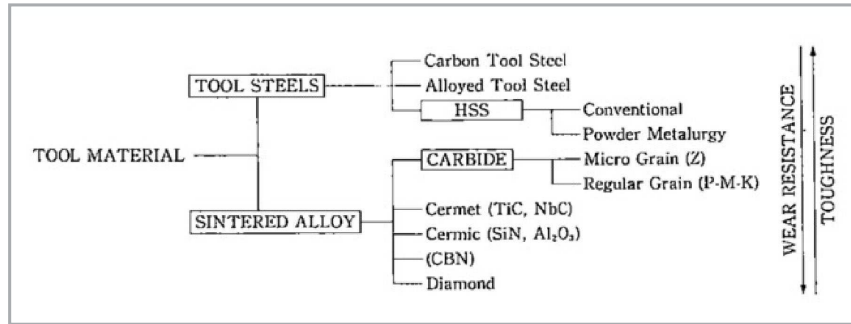 Carbon Tool Steel
TOOL STEELS
Alloyed Tool Steel
HSS
Conventional
Powder Metalurgy
TOOL MATERIAL
CARBIDE
Micro Grain (Z)
Regular Grain (P-M-K)
SINTERED ALLOY
Cermet (TiC, NbC)
Cermic (SiN, Al₂O₃)
(CBN)
Diamond
WEAR RESISTANCE
TOUGHNESS